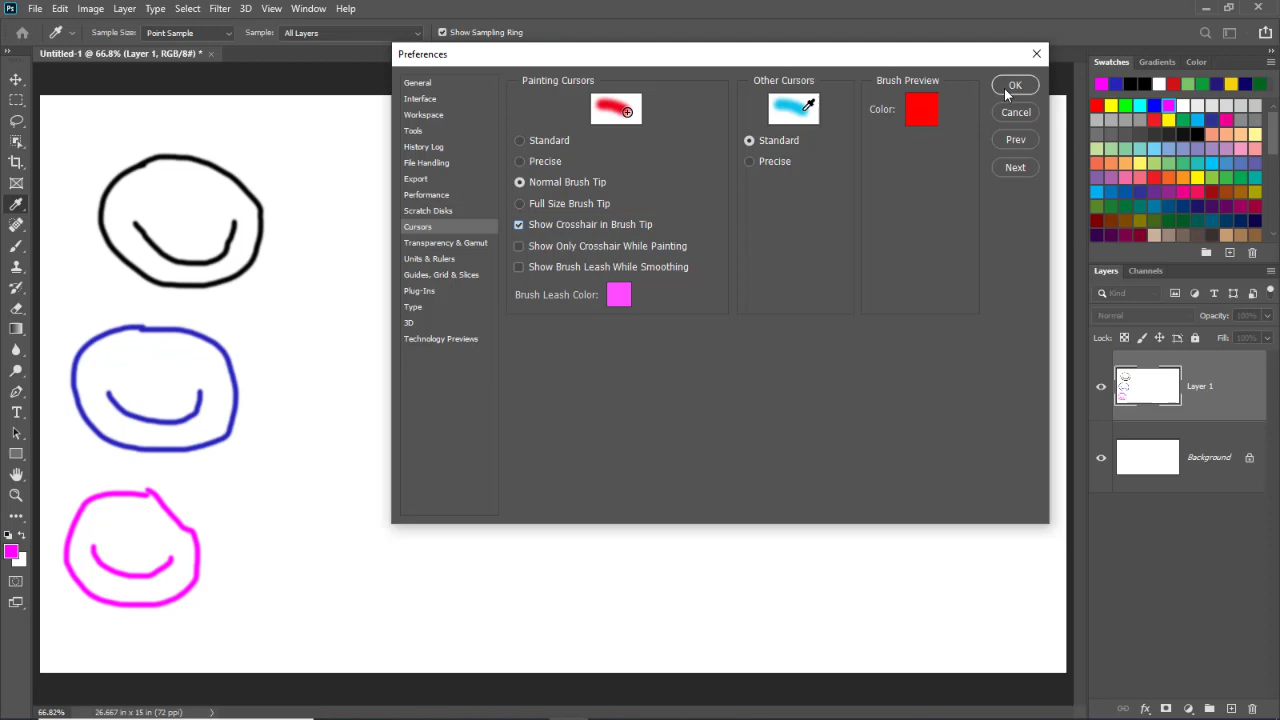 Ps File Edit Image Layer Type Select Filter 3D View Window Help
Sample Size: Point Sample Sample: All Layers Show Sampling Ring
Untitled-1 @ 66.8% (Layer 1, RGB/8#) * ×
Preferences
General
Interface
Workspace
Tools
History Log
File Handling
Export
Performance
Scratch Disks
Cursors
Transparency & Gamut
Units & Rulers
Guides, Grid & Slices
Plug-Ins
Type
3D
Technology Previews
Painting Cursors
Standard
Precise
Normal Brush Tip
Full Size Brush Tip
Show Crosshair in Brush Tip
Show Only Crosshair While Painting
Show Brush Leash While Smoothing
Brush Leash Color:
Other Cursors
Standard
Precise
Brush Preview
Color:
OK
Cancel
Prev
Next
Swatches Gradients Color
Layers Channels
Kind
Normal Opacity: 100%
Lock: Fill: 100%
Layer 1
Background
66.82% 26.667 in x 15 in (72 ppi)